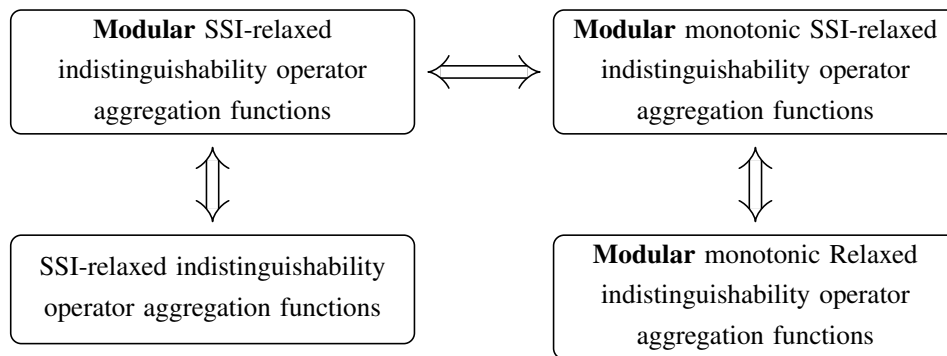 Modular SSI-relaxed
indistinguishability operator
aggregation functions
Modular monotonic SSI-relaxed
indistinguishability operator
aggregation functions
SSI-relaxed indistinguishability
operator aggregation functions
Modular monotonic Relaxed
indistinguishability operator
aggregation functions